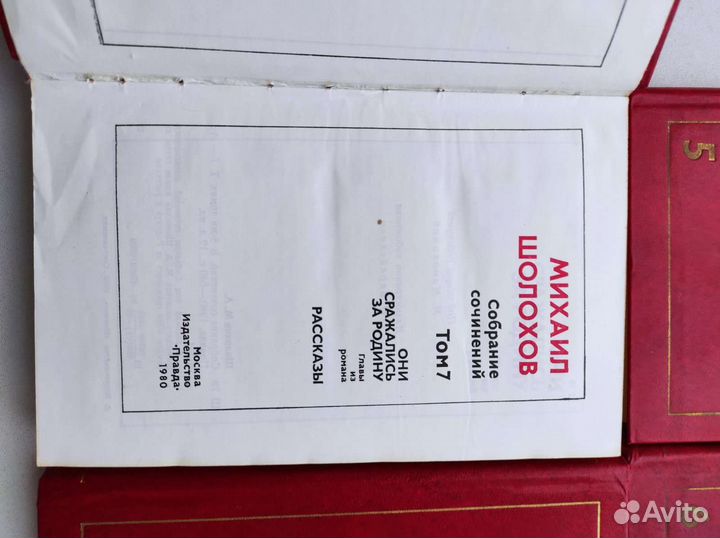 МИХАИЛ
ШОЛОХОВ
Собрание
сочинений
Том 7
ОНИ
СРАЖАЛИСЬ
ЗА РОДИНУ
Главы
из
романа
РАССКАЗЫ
Москва
Издательство
«Правда»
1980
5
Avito